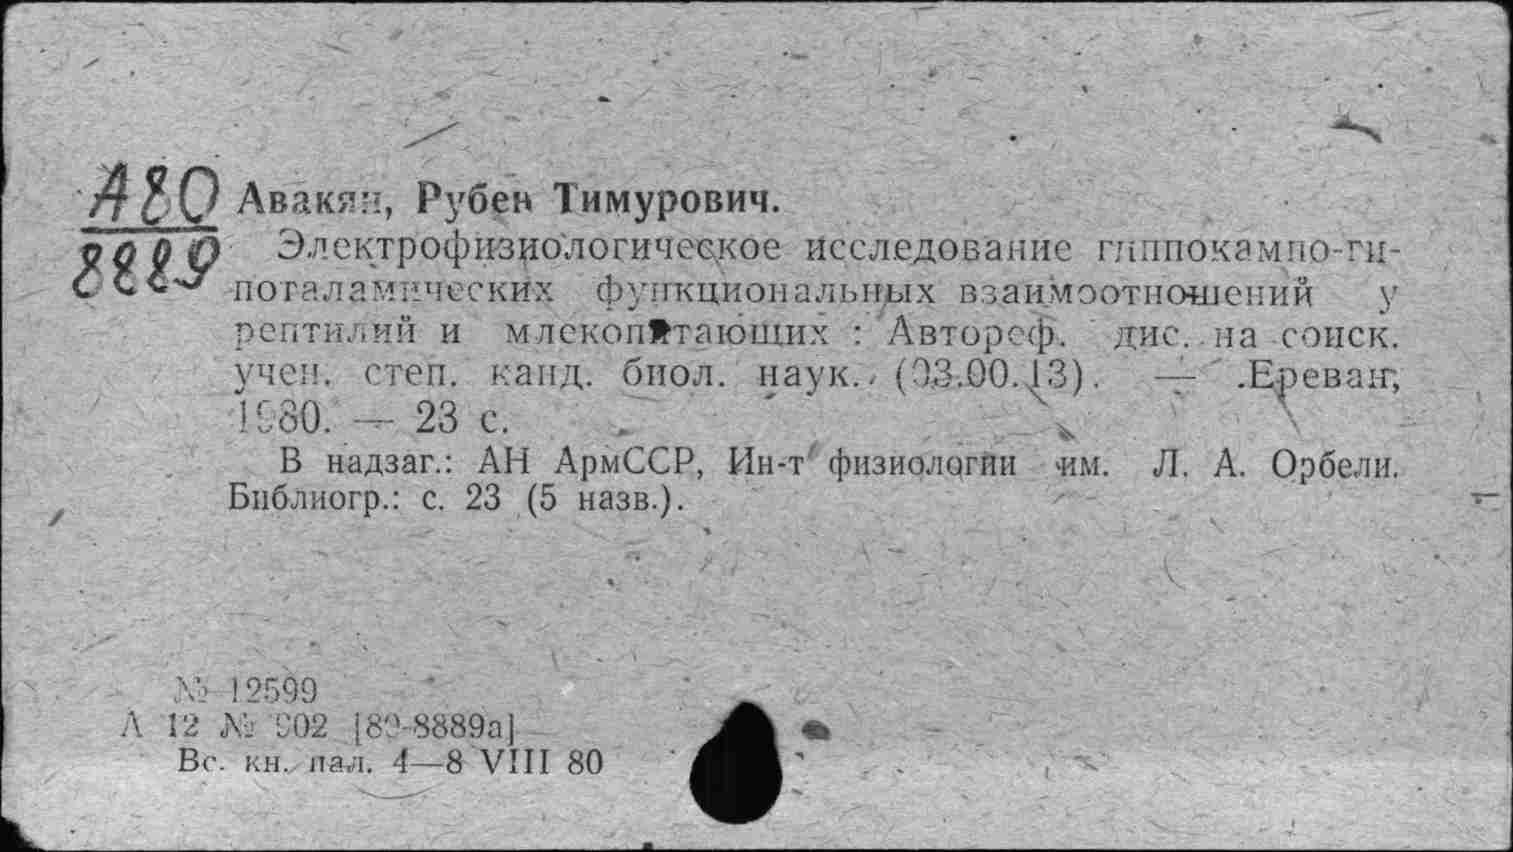 А80 Авакян, Рубен Тимурович.
8889 Электрофизиологическое исследование гиппокампо-ги-
поталамических функциональных взаимоотношений у
рептилий и млекопитающих : Автореф. дис. на соиск.
учен. степ. канд. биол. наук. (03.00.13). — Ереван,
1980. — 23 с.
В надзаг.: АН АрмССР, Ин-т физиологии им. Л. А. Орбели.
Библиогр.: с. 23 (5 назв.).
№ 12599
А 12 № 902 [80-8889а]
Вс. кн. пал. 4—8 VIII 80